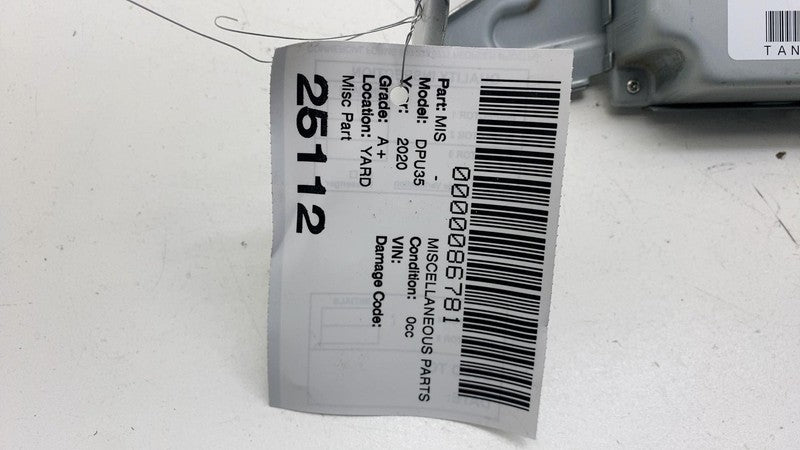 0000086781
Part: MIS - MISCELLANEOUS PARTS
Model: DPU35 Condition: 0cc
Year: 2020 VIN:
Grade: A+ Damage Code:
Location: YARD
Misc Part
25112
TAN